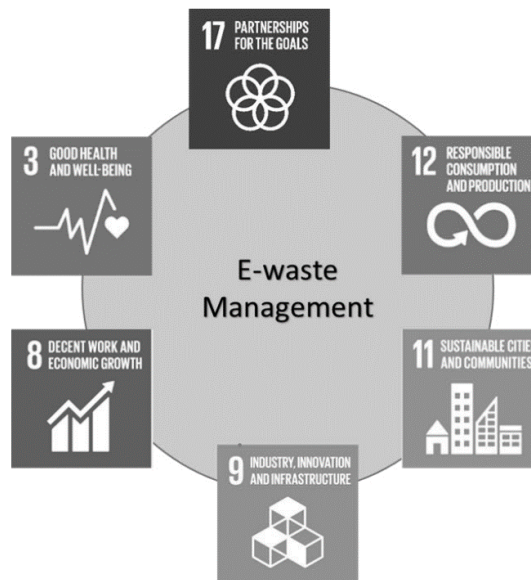 17 PARTNERSHIPS
FOR THE GOALS
3 GOOD HEALTH
AND WELL-BEING
12 RESPONSIBLE
CONSUMPTION
AND PRODUCTION
E-waste
Management
8 DECENT WORK AND
ECONOMIC GROWTH
11 SUSTAINABLE CITIE
AND COMMUNITIES
9 INDUSTRY, INNOVATION
AND INFRASTRUCTURE